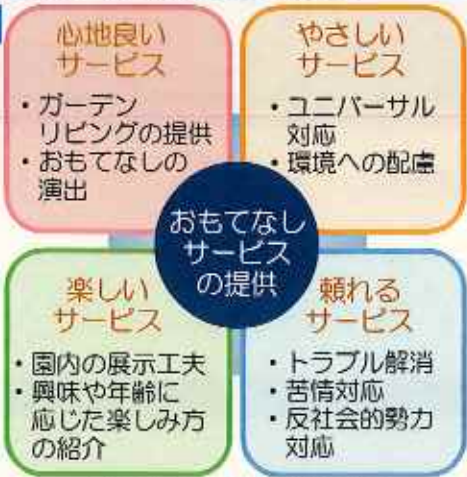 心地良い
サービス
・ガーデン
リビングの提供
・おもてなしの
演出
やさしい
サービス
・ユニバーサル
対応
・環境への配慮
おもてなし
サービス
の提供
楽しい
サービス
・園内の展示工夫
・興味や年齢に
応じた楽しみ方
の紹介
頼れる
サービス
・トラブル解消
・苦情対応
・反社会的勢力
対応